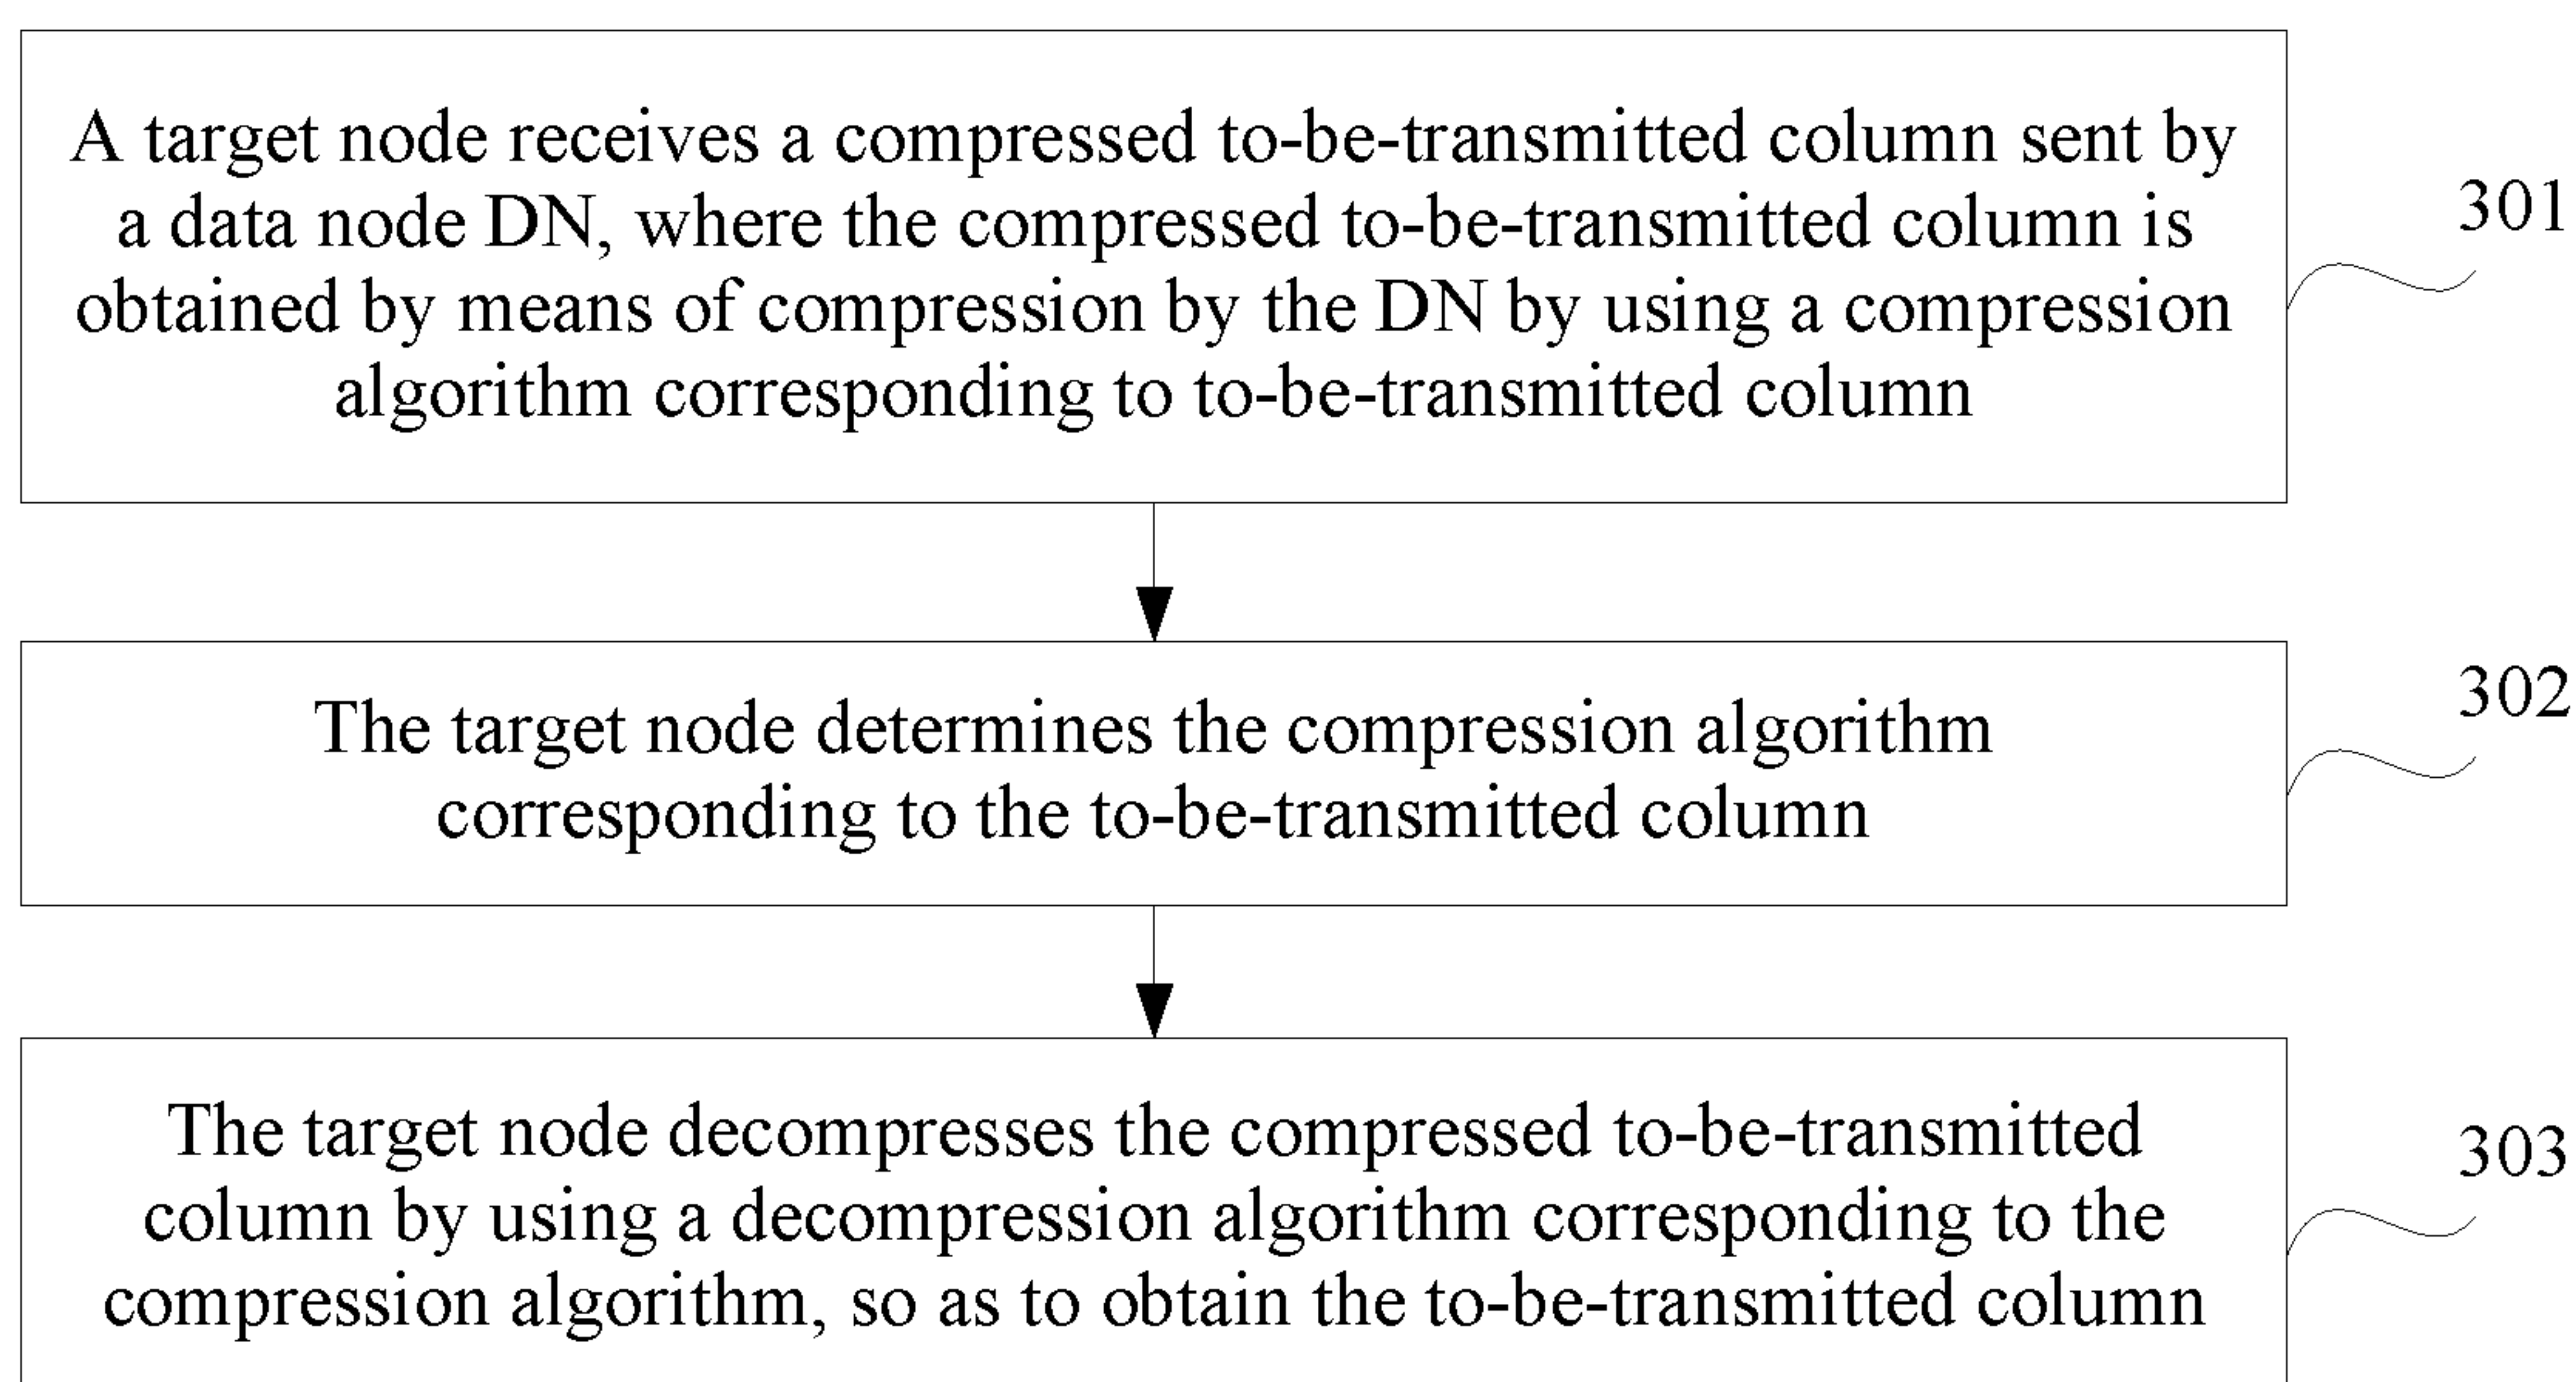 A target node receives a compressed to-be-transmitted column sent by
a data node DN, where the compressed to-be-transmitted column is
obtained by means of compression by the DN by using a compression
algorithm corresponding to to-be-transmitted column
301
The target node determines the compression algorithm
corresponding to the to-be-transmitted column
302
The target node decompresses the compressed to-be-transmitted
column by using a decompression algorithm corresponding to the
compression algorithm, so as to obtain the to-be-transmitted column
303